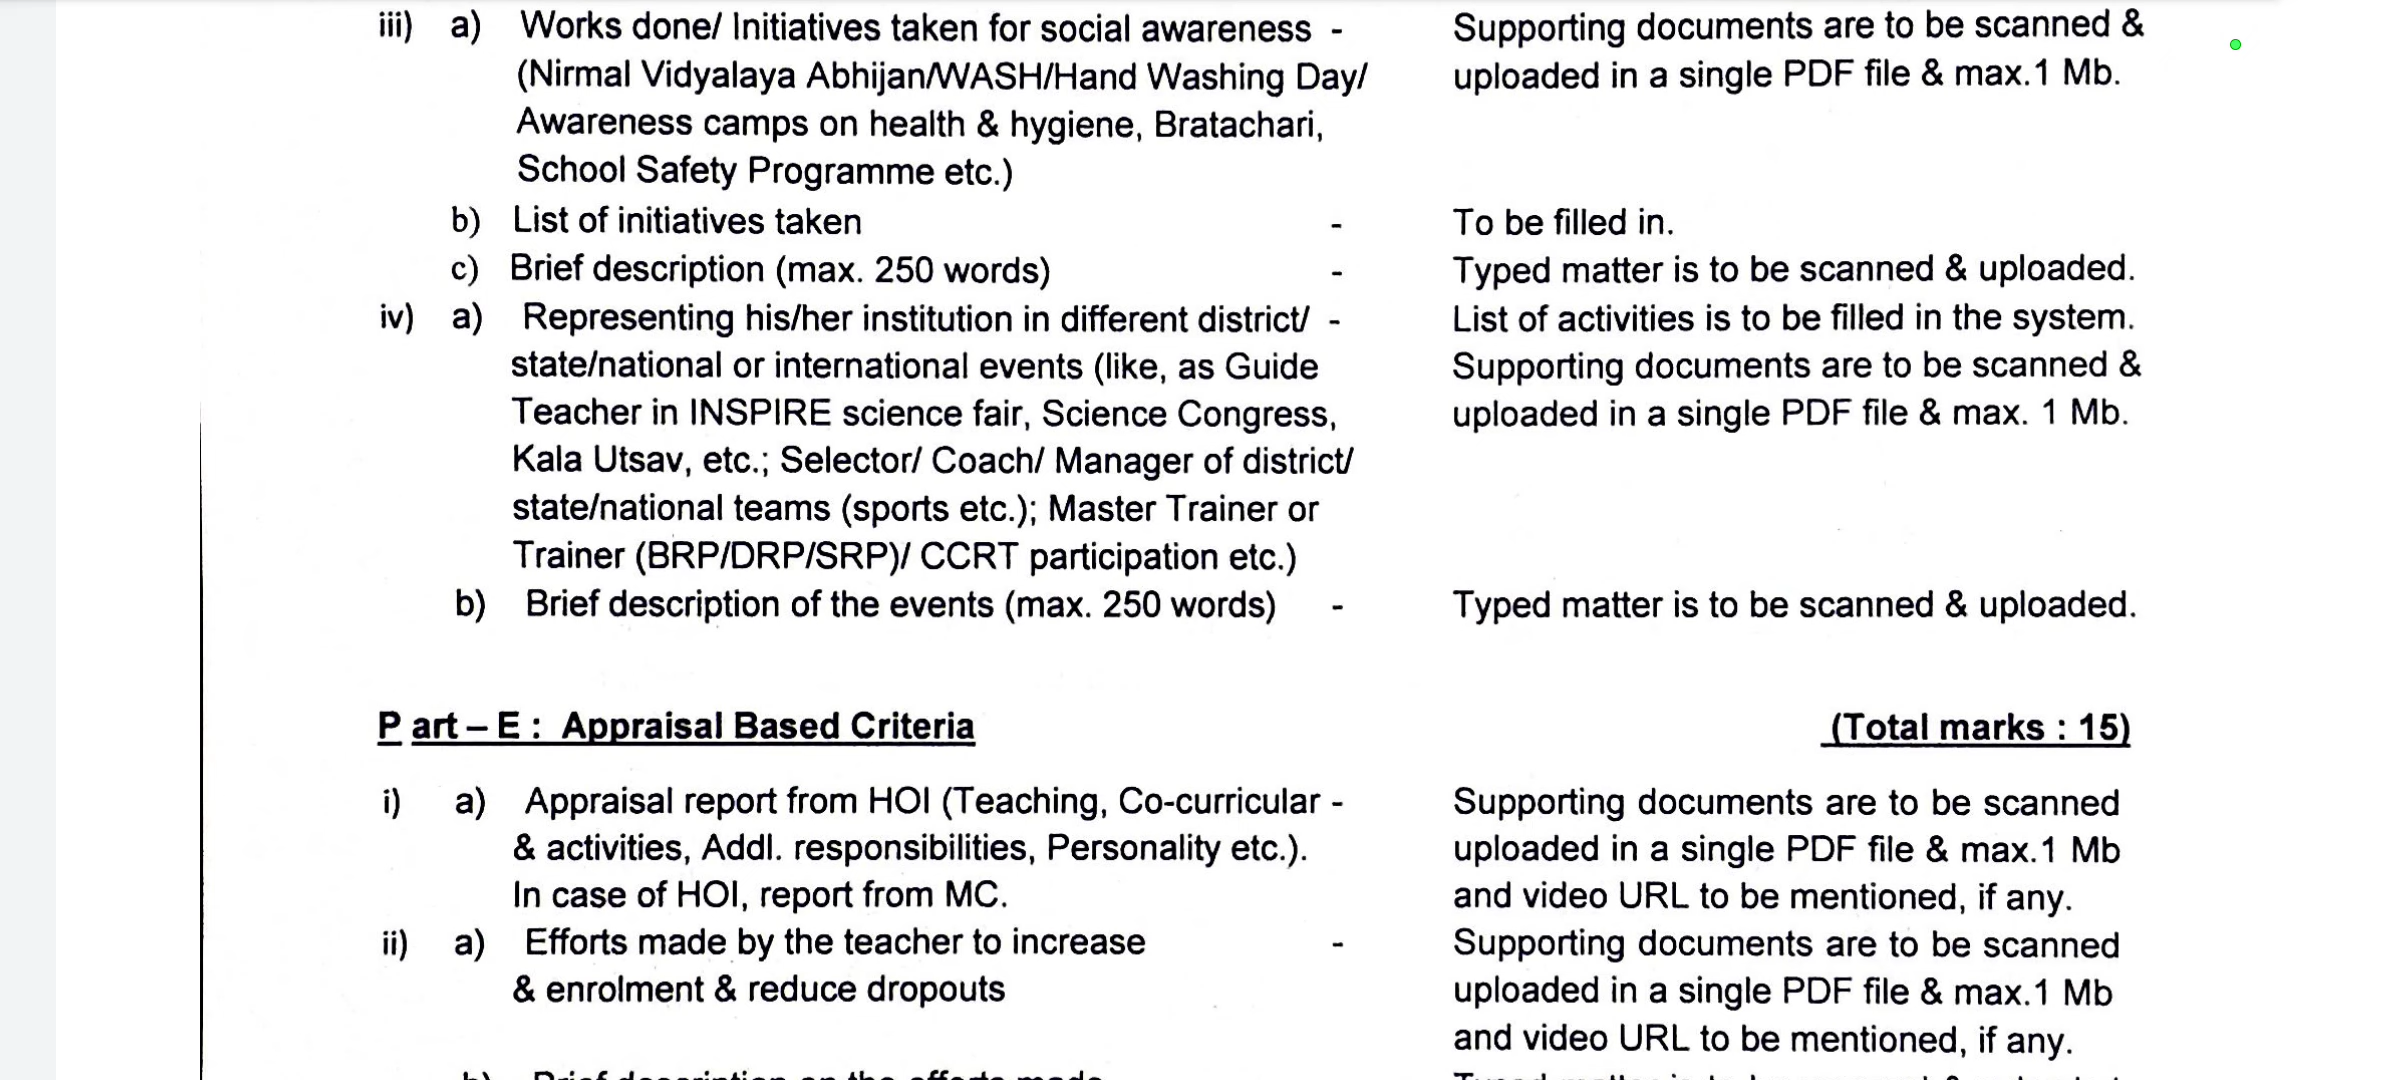 iii) a) Works done/ Initiatives taken for social awareness - Supporting documents are to be scanned &
(Nirmal Vidyalaya Abhijan/WASH/Hand Washing Day/ uploaded in a single PDF file & max.1 Mb.
Awareness camps on health & hygiene, Bratachari,
School Safety Programme etc.)
b) List of initiatives taken - To be filled in.
c) Brief description (max. 250 words) - Typed matter is to be scanned & uploaded.
iv) a) Representing his/her institution in different district/ - List of activities is to be filled in the system.
state/national or international events (like, as Guide Supporting documents are to be scanned &
Teacher in INSPIRE science fair, Science Congress, uploaded in a single PDF file & max. 1 Mb.
Kala Utsav, etc.; Selector/ Coach/ Manager of district/
state/national teams (sports etc.); Master Trainer or
Trainer (BRP/DRP/SRP)/ CCRT participation etc.)
b) Brief description of the events (max. 250 words) - Typed matter is to be scanned & uploaded.
P art – E : Appraisal Based Criteria (Total marks : 15)
i) a) Appraisal report from HOI (Teaching, Co-curricular - Supporting documents are to be scanned
& activities, Addl. responsibilities, Personality etc.). uploaded in a single PDF file & max.1 Mb
In case of HOI, report from MC. and video URL to be mentioned, if any.
ii) a) Efforts made by the teacher to increase - Supporting documents are to be scanned
& enrolment & reduce dropouts uploaded in a single PDF file & max.1 Mb
and video URL to be mentioned, if any.
b) Brief description on the efforts made